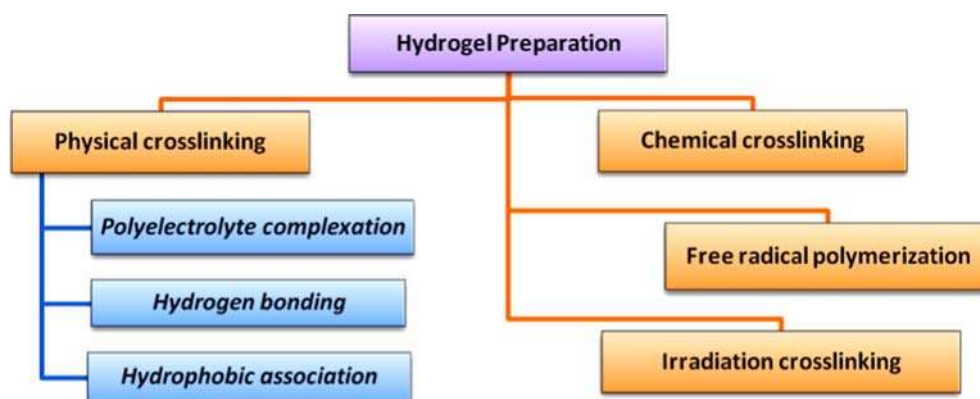 Hydrogel Preparation
Physical crosslinking
Polyelectrolyte complexation
Hydrogen bonding
Hydrophobic association
Chemical crosslinking
Free radical polymerization
Irradiation crosslinking